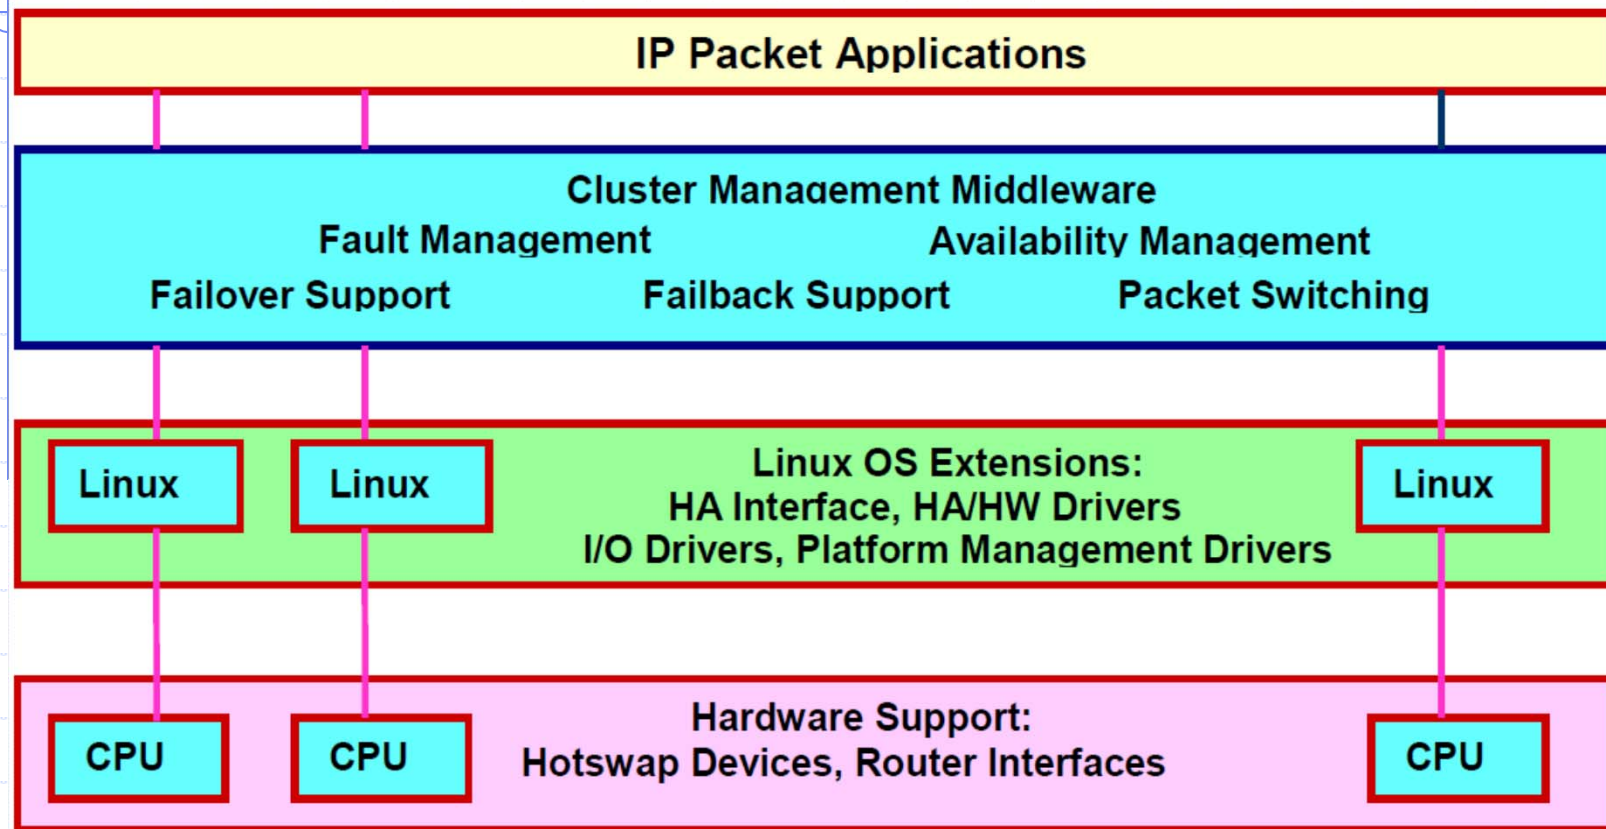 IP Packet Applications
Cluster Management Middleware
Fault Management Availability Management
Failover Support Failback Support Packet Switching
Linux Linux Linux
Linux OS Extensions:
HA Interface, HA/HW Drivers
I/O Drivers, Platform Management Drivers
Hardware Support:
CPU CPU CPU
Hotswap Devices, Router Interfaces